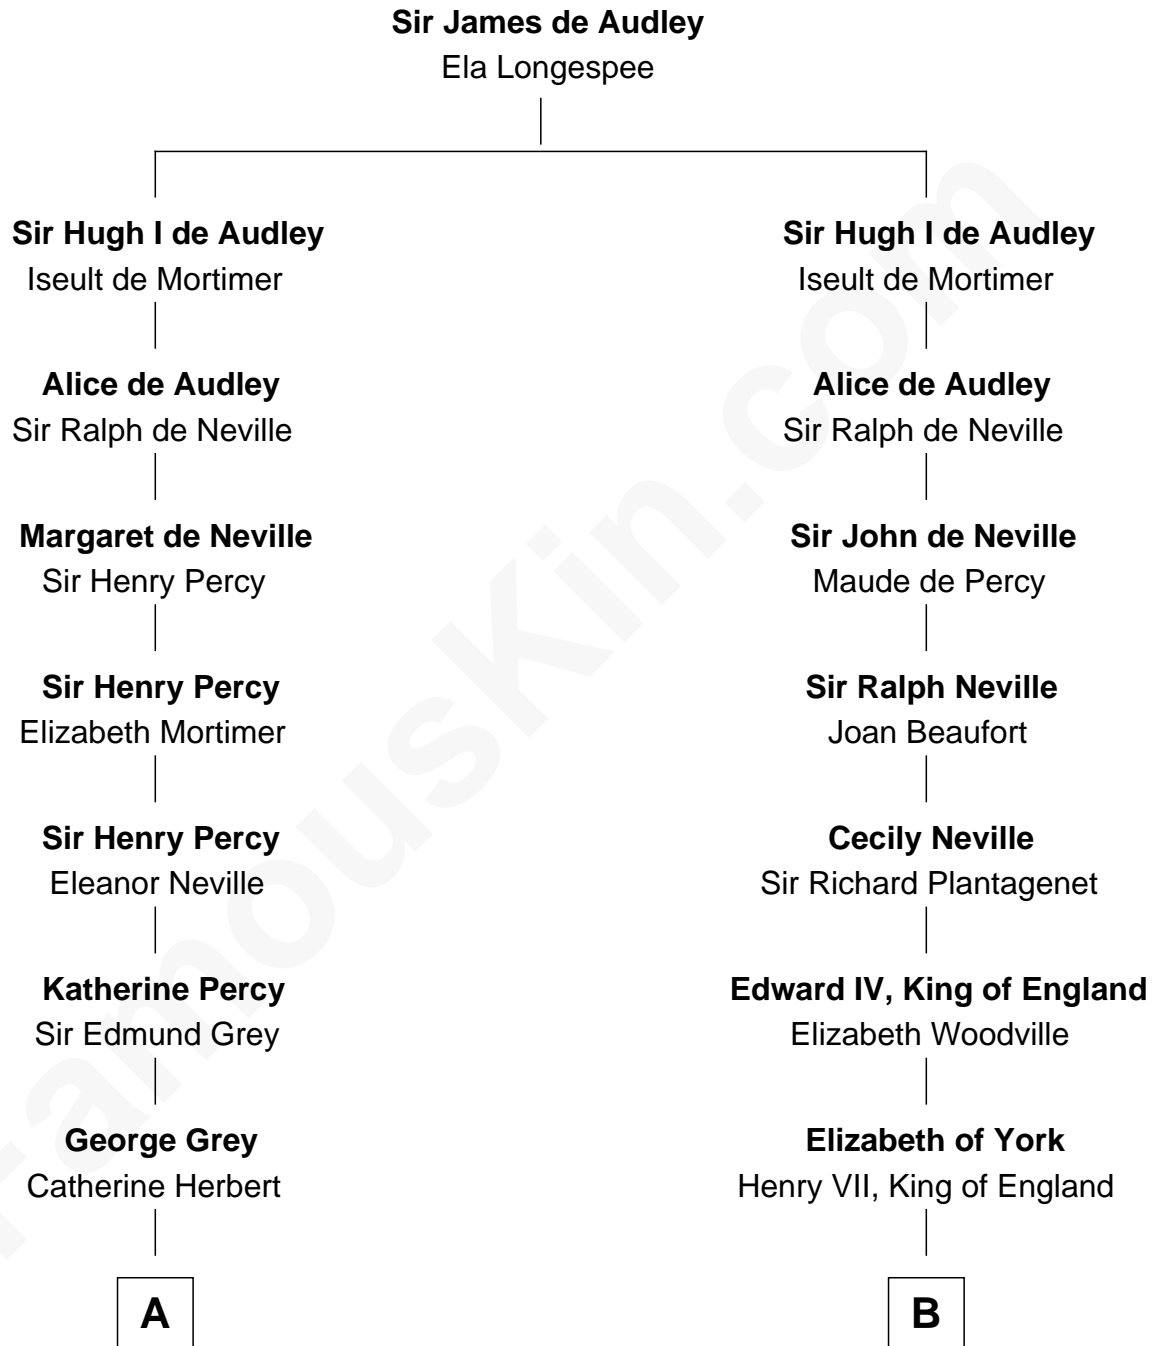 Sir James de Audley
Ela Longespee
Sir Hugh I de Audley
Iseult de Mortimer
Sir Hugh I de Audley
Iseult de Mortimer
Alice de Audley
Sir Ralph de Neville
Alice de Audley
Sir Ralph de Neville
Margaret de Neville
Sir Henry Percy
Sir John de Neville
Maude de Percy
Sir Henry Percy
Elizabeth Mortimer
Sir Ralph Neville
Joan Beaufort
Sir Henry Percy
Eleanor Neville
Cecily Neville
Sir Richard Plantagenet
Katherine Percy
Sir Edmund Grey
Edward IV, King of England
Elizabeth Woodville
George Grey
Catherine Herbert
Elizabeth of York
Henry VII, King of England
A
B
FamousKin.com